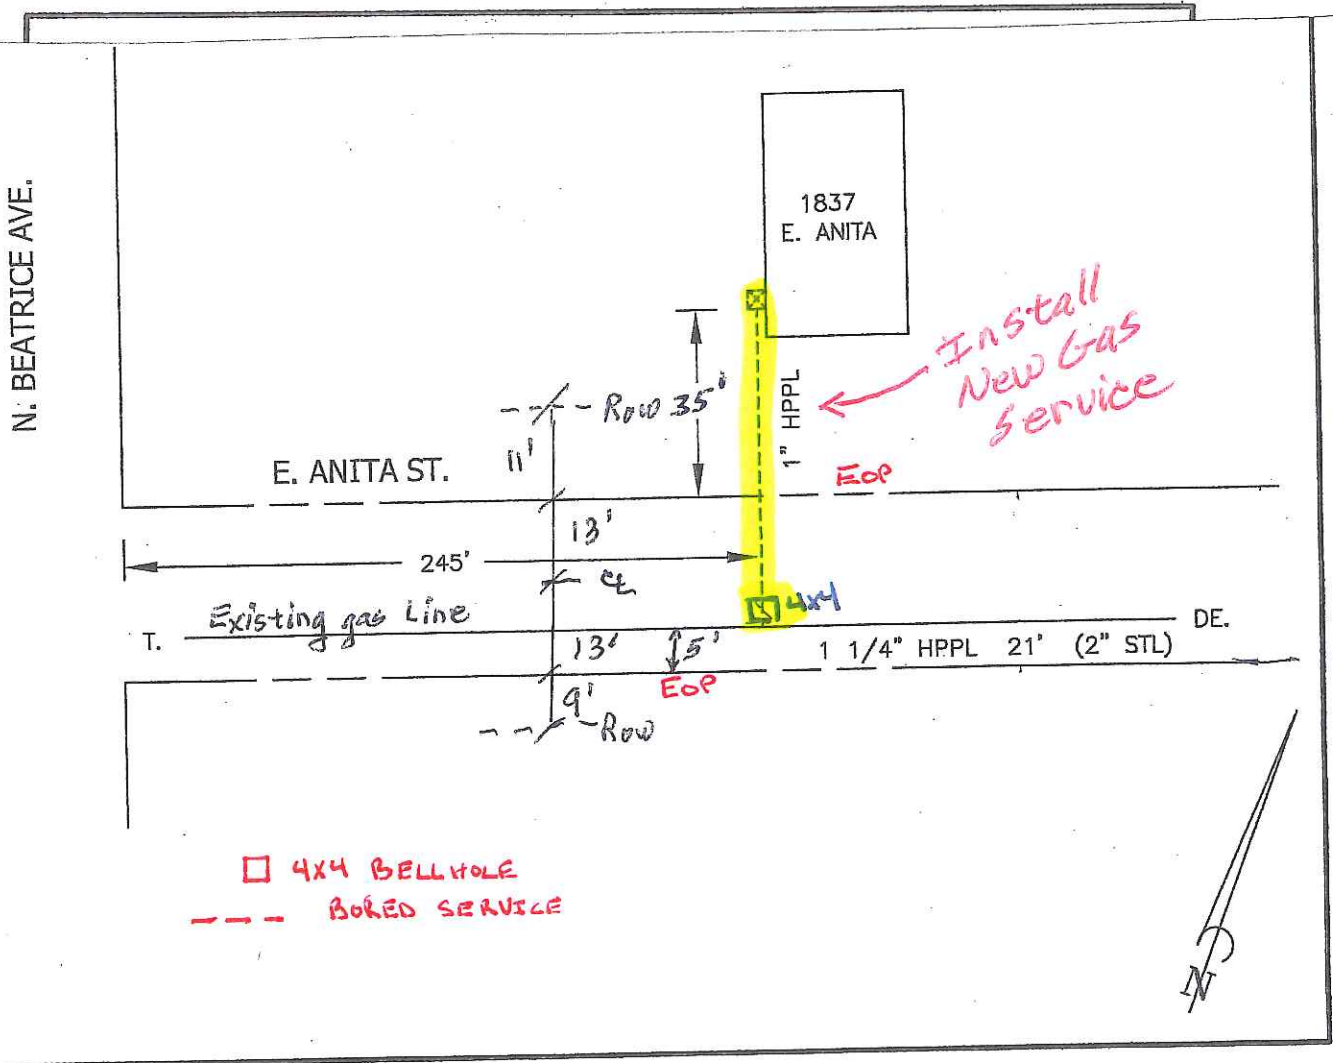 N. BEATRICE AVE.
1837
E. ANITA
Install
New Gas
Service
1" HPPL
Row 35'
11'
E. ANITA ST.
EOP
13'
245'
CL
4x4
Existing gas Line
T.
DE.
13'
5'
1 1/4" HPPL 21' (2" STL)
EOP
9'
Row
4X4 BELLHOLE
BORED SERVICE
N